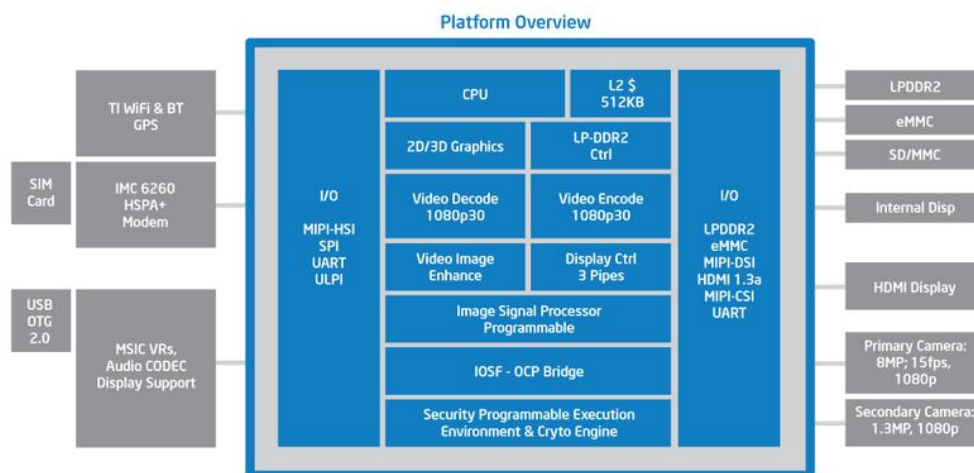 Platform Overview
TI WiFi & BT
GPS
SIM
Card
IMC 6260
HSPA+
Modem
USB
OTG
2.0
MSIC VRs,
Audio CODEC
Display Support
I/O
MIPI-HSI
SPI
UART
ULPI
CPU
L2 $
512KB
2D/3D Graphics
LP-DDR2
Ctrl
Video Decode
1080p30
Video Encode
1080p30
Video Image
Enhance
Display Ctrl
3 Pipes
Image Signal Processor
Programmable
IOSF - OCP Bridge
Security Programmable Execution
Environment & Cryto Engine
I/O
LPDDR2
eMMC
MIPI-DSI
HDMI 1.3a
MIPI-CSI
UART
LPDDR2
eMMC
SD/MMC
Internal Disp
HDMI Display
Primary Camera:
8MP; 15fps,
1080p
Secondary Camera:
1.3MP, 1080p